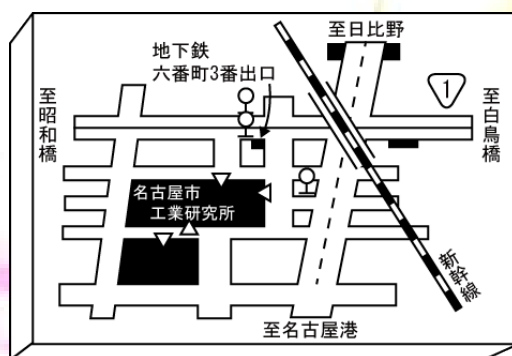 至日比野
地下鉄
六番町3番出口
1
至昭和橋
至白鳥橋
名古屋市
工業研究所
新幹線
至名古屋港